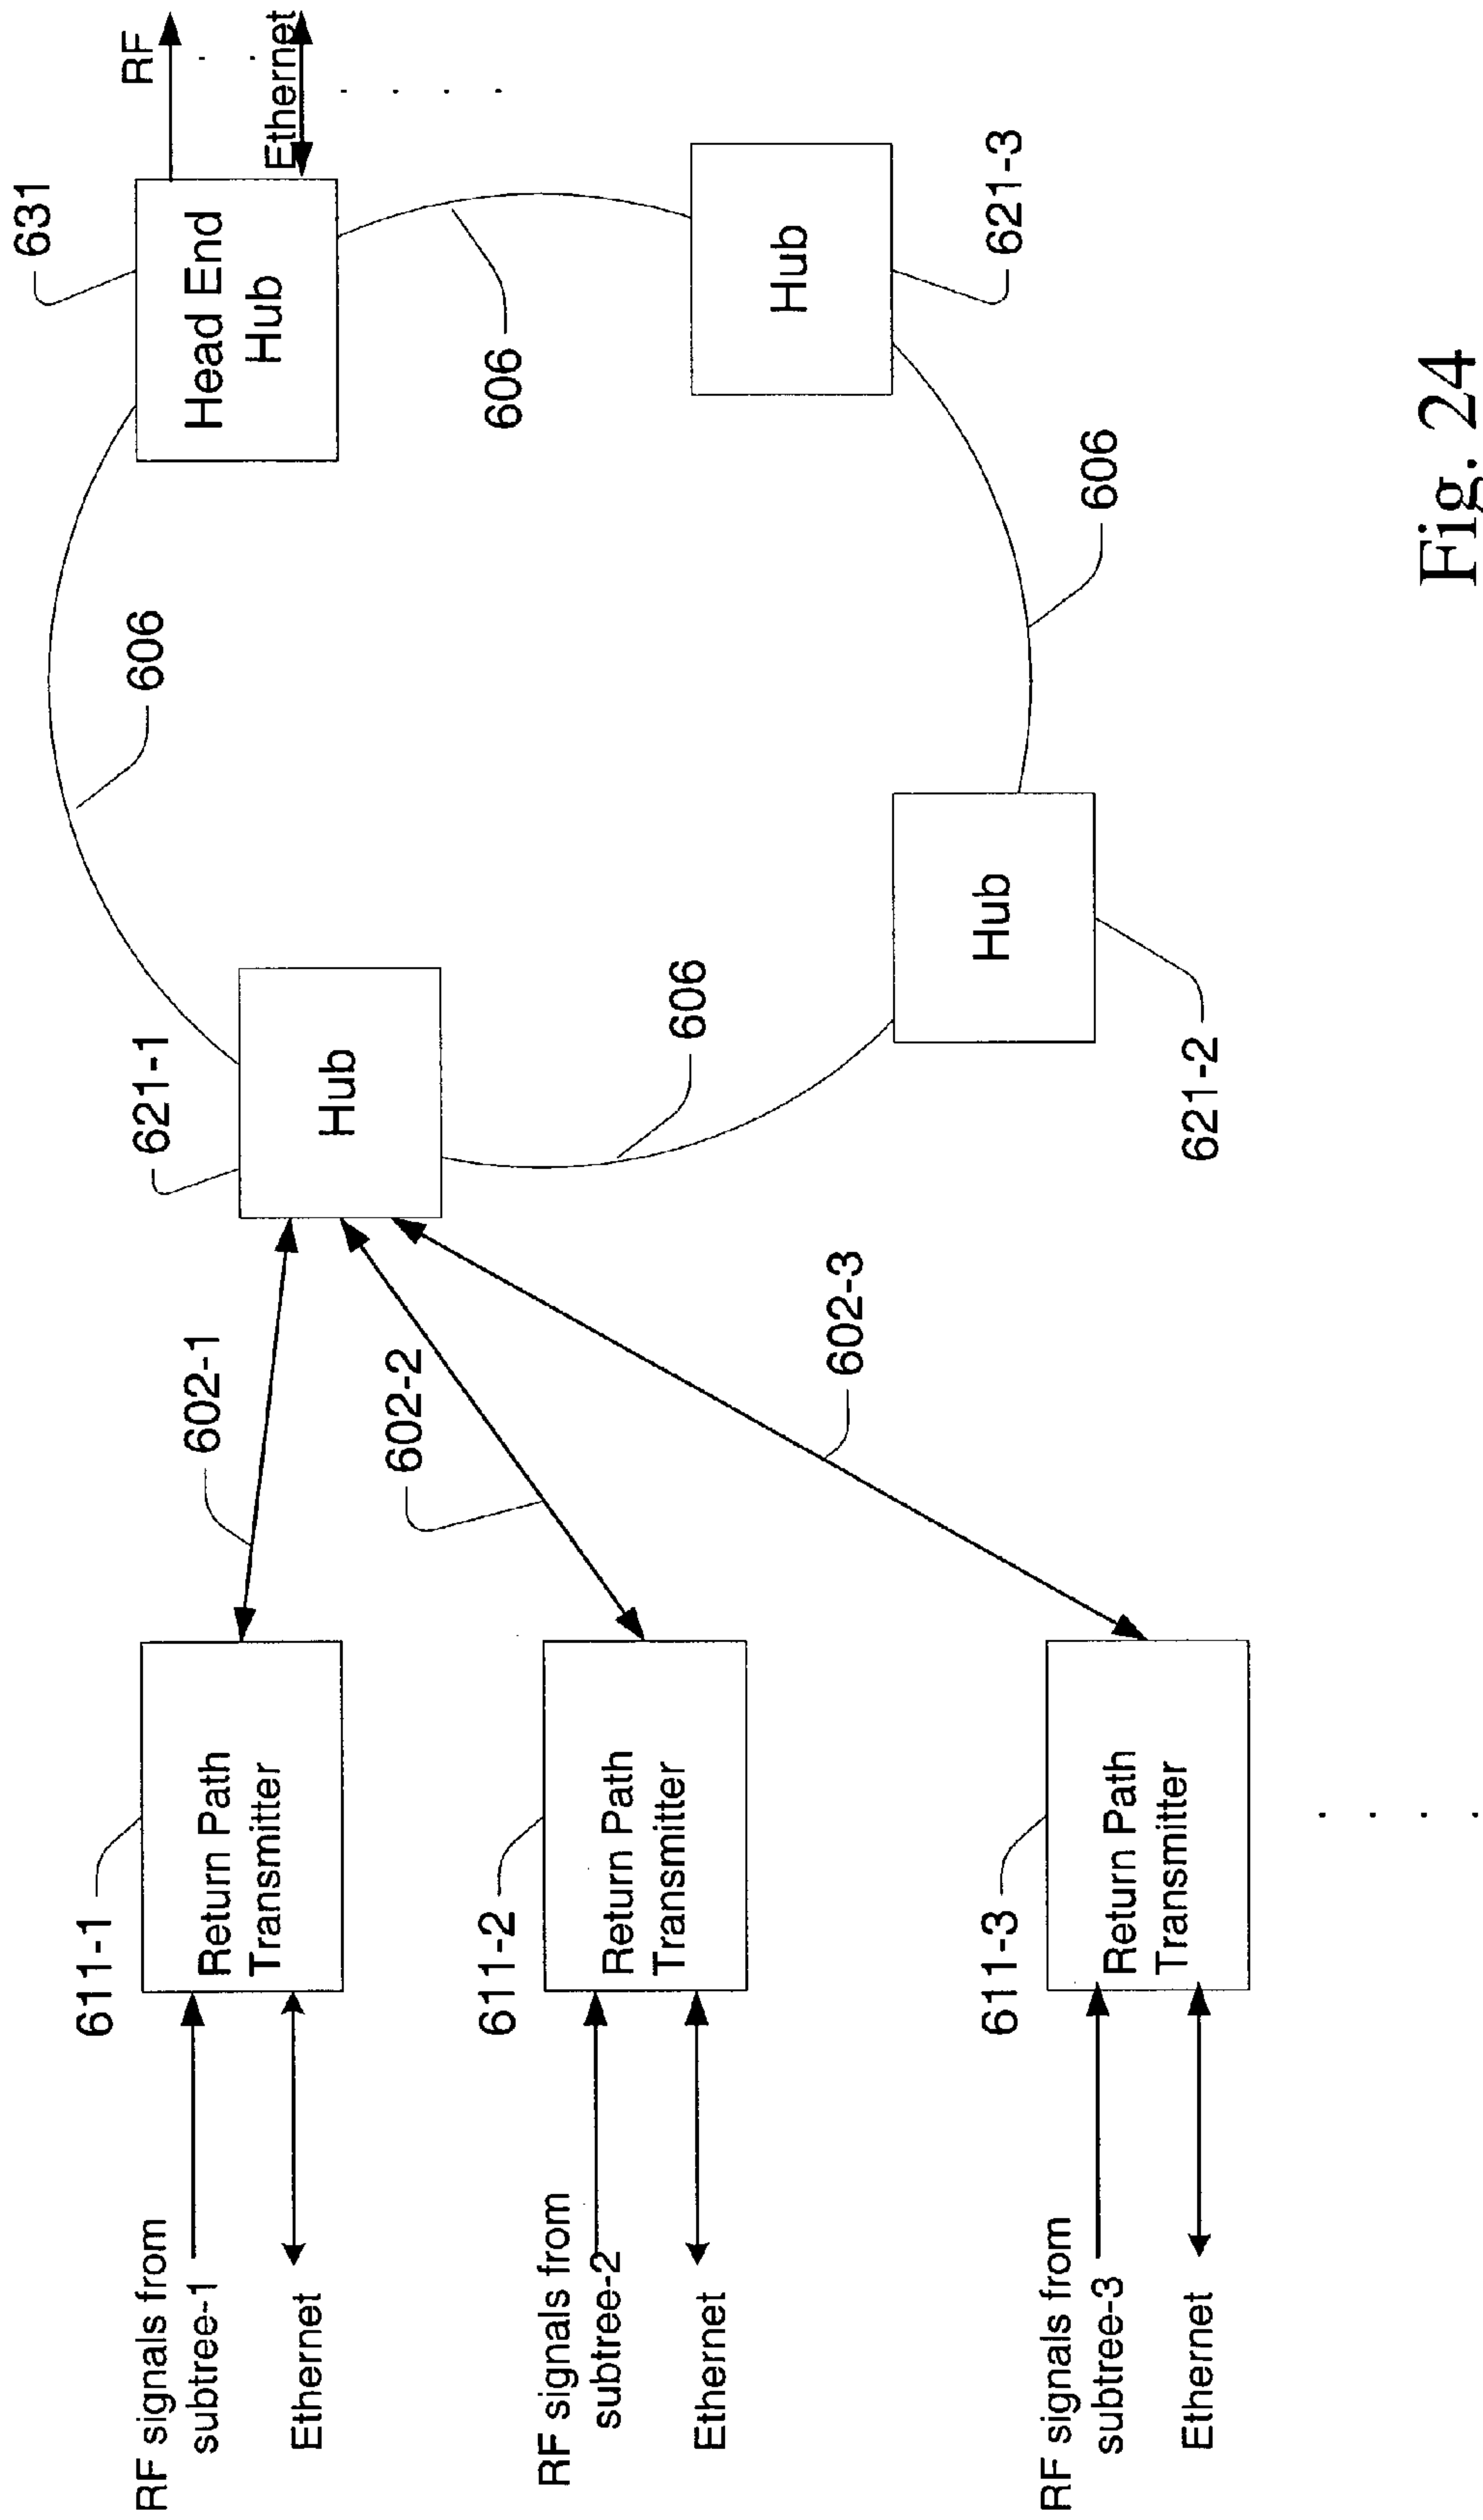 RF signals from
subtree-1
Ethernet
611-1
Return Path
Transmitter
602-1
RF signals from
subtree-2
Ethernet
611-2
Return Path
Transmitter
602-2
RF signals from
subtree-3
Ethernet
611-3
Return Path
Transmitter
602-3
621-1
Hub
606
606
621-2
Hub
606
621-3
Hub
606
631
Head End
Hub
RF
Ethernet
Fig. 24